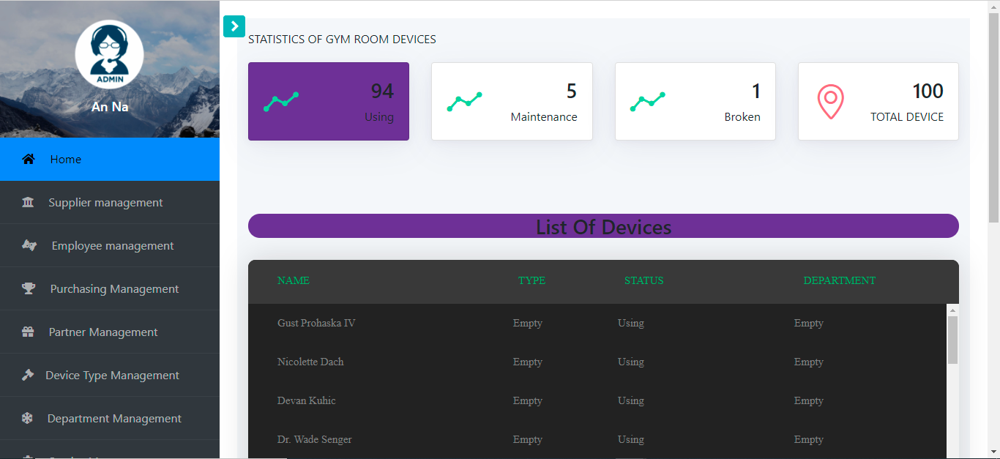 ADMIN
An Na
Home
Supplier management
Employee management
Purchasing Management
Partner Management
Device Type Management
Department Management
STATISTICS OF GYM ROOM DEVICES
94
Using
5
Maintenance
1
Broken
100
TOTAL DEVICE
List Of Devices
NAME TYPE STATUS DEPARTMENT
Gust Prohaska IV Empty Using Empty
Nicolette Dach Empty Using Empty
Devan Kuhic Empty Using Empty
Dr. Wade Senger Empty Using Empty